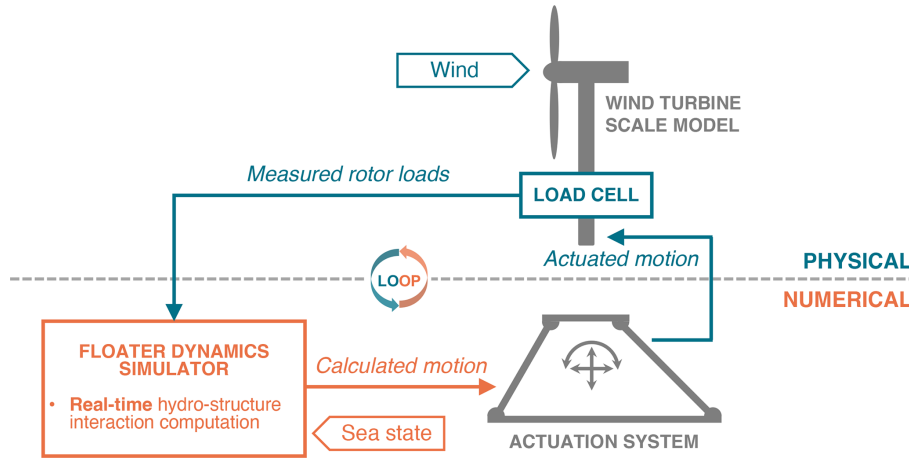 Wind
WIND TURBINE
SCALE MODEL
Measured rotor loads
LOAD CELL
Actuated motion
PHYSICAL
LOOP
NUMERICAL
FLOATER DYNAMICS
SIMULATOR
• Real-time hydro-structure
interaction computation
Calculated motion
Sea state
ACTUATION SYSTEM